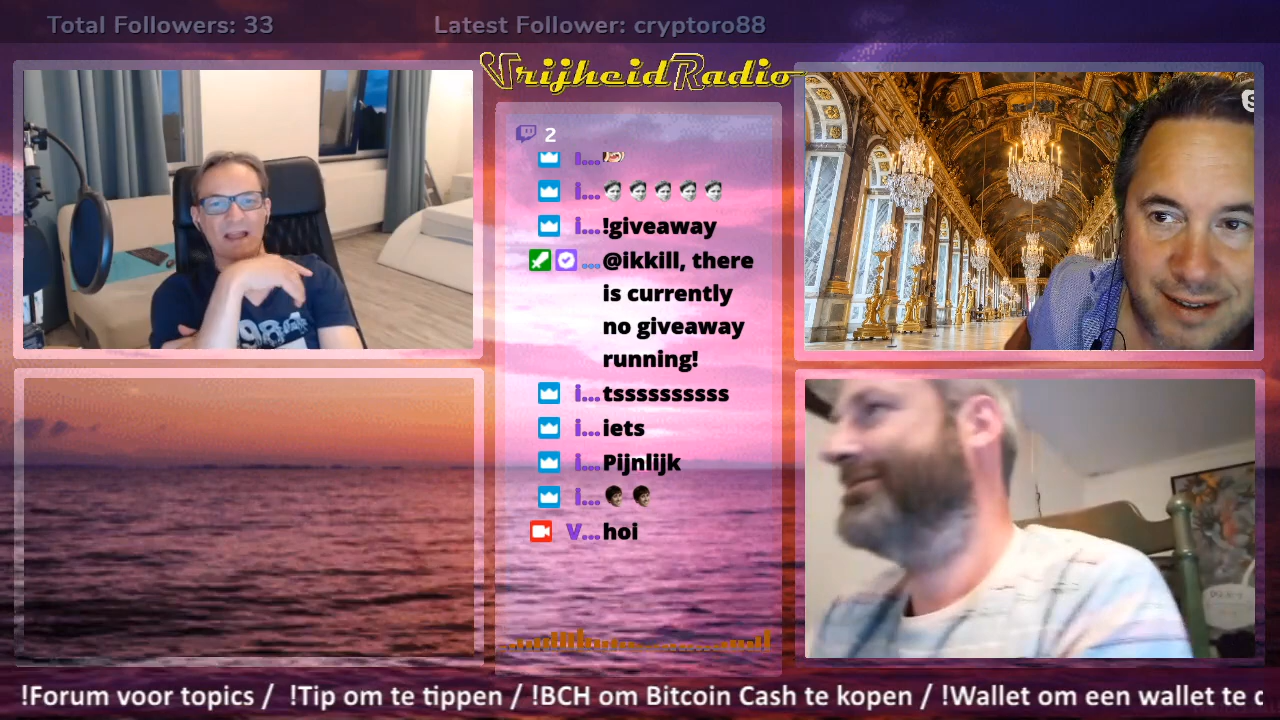 Total Followers: 33
Latest Follower: cryptoro88
VrijheidRadio
2
i...
i...
i... !giveaway
... @ikkill, there
is currently
no giveaway
running!
i... tssssssssss
i... iets
i... Pijnlijk
i...
V... hoi
S
1984
!Forum voor topics / !Tip om te tippen / !BCH om Bitcoin Cash te kopen / !Wallet om een wallet te